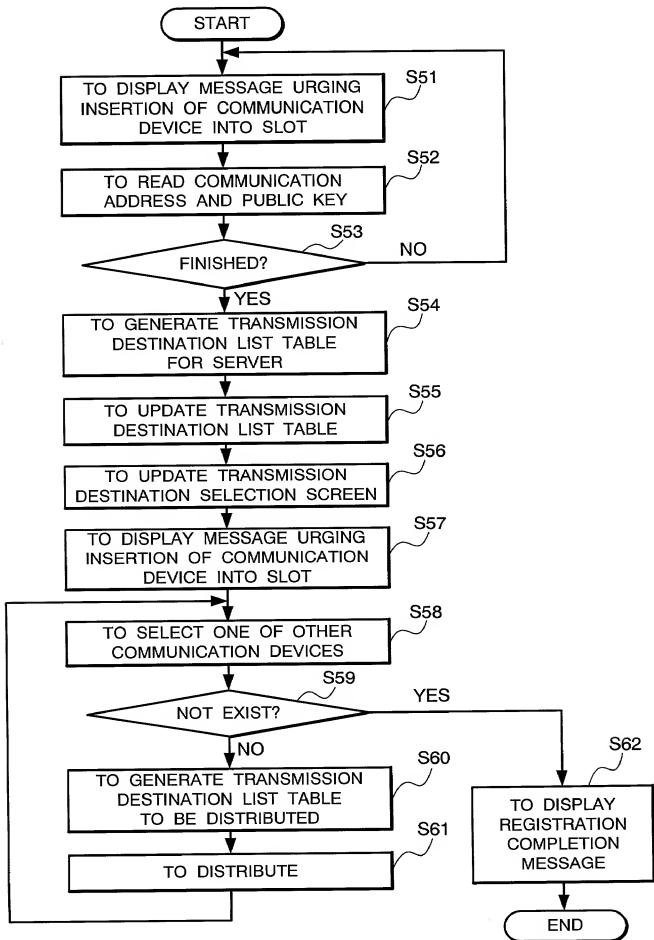 START
S51
TO DISPLAY MESSAGE URGING
INSERTION OF COMMUNICATION
DEVICE INTO SLOT
S52
TO READ COMMUNICATION
ADDRESS AND PUBLIC KEY
S53
FINISHED?
NO
YES
S54
TO GENERATE TRANSMISSION
DESTINATION LIST TABLE
FOR SERVER
S55
TO UPDATE TRANSMISSION
DESTINATION LIST TABLE
S56
TO UPDATE TRANSMISSION
DESTINATION SELECTION SCREEN
S57
TO DISPLAY MESSAGE URGING
INSERTION OF COMMUNICATION
DEVICE INTO SLOT
S58
TO SELECT ONE OF OTHER
COMMUNICATION DEVICES
S59
NOT EXIST?
YES
NO
S60
TO GENERATE TRANSMISSION
DESTINATION LIST TABLE
TO BE DISTRIBUTED
S61
TO DISTRIBUTE
S62
TO DISPLAY
REGISTRATION
COMPLETION
MESSAGE
END